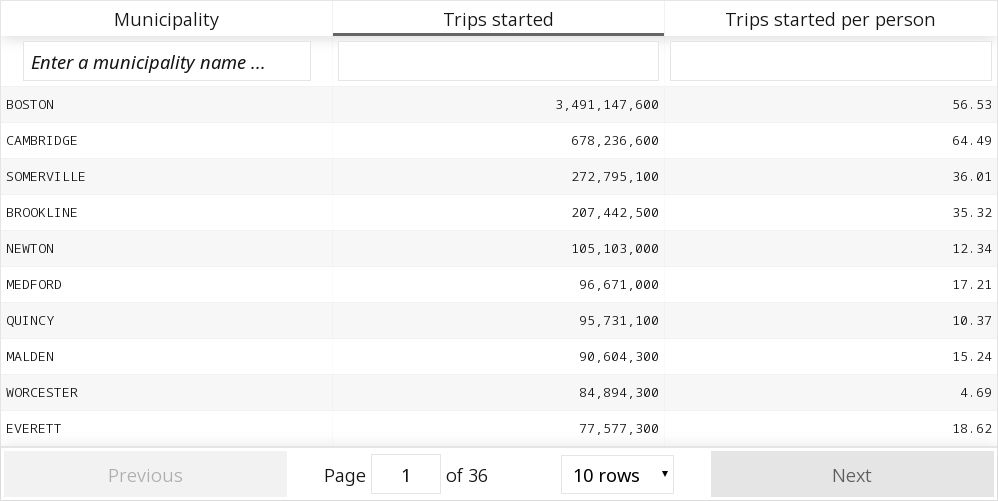 Municipality Trips started Trips started per person
Enter a municipality name ...
BOSTON 3,491,147,600 56.53
CAMBRIDGE 678,236,600 64.49
SOMERVILLE 272,795,100 36.01
BROOKLINE 207,442,500 35.32
NEWTON 105,103,000 12.34
MEDFORD 96,671,000 17.21
QUINCY 95,731,100 10.37
MALDEN 90,604,300 15.24
WORCESTER 84,894,300 4.69
EVERETT 77,577,300 18.62
Previous Page 1 of 36 10 rows Next